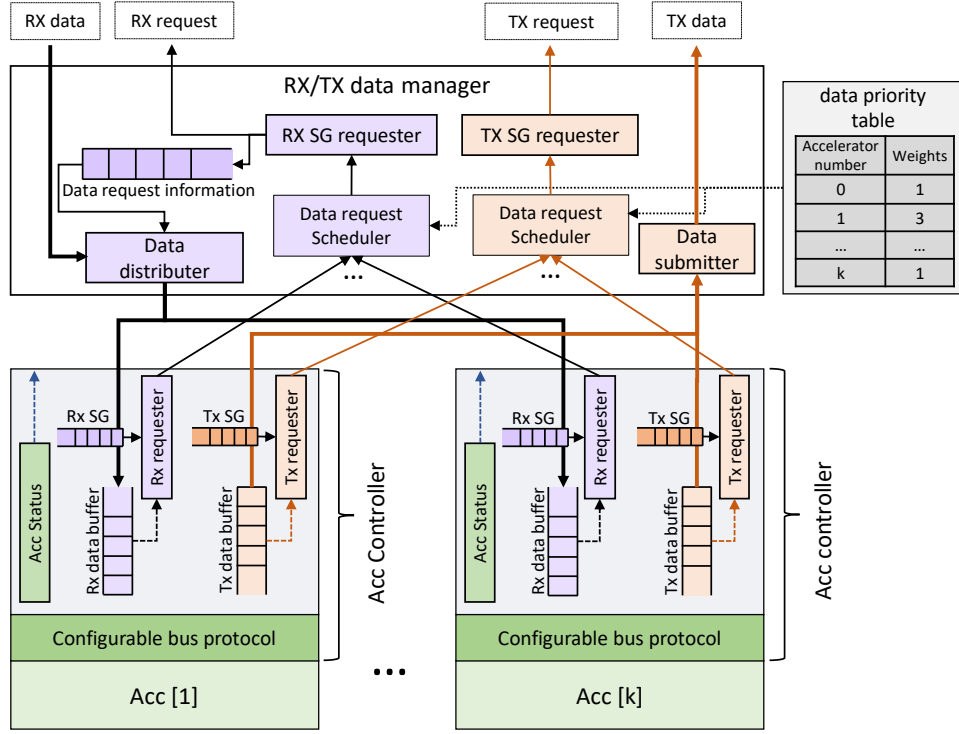 RX data
RX request
TX request
TX data
RX/TX data manager
RX SG requester
TX SG requester
Data request information
Data request
Scheduler
...
Data request
Scheduler
...
Data
distributer
Data
submitter
data priority
table
Accelerator
number
Weights
0
1
1
3
...
...
k
1
Acc Status
Rx SG
Rx requester
Rx data buffer
Tx SG
Tx requester
Tx data buffer
Configurable bus protocol
Acc [1]
Acc Controller
...
Acc Status
Rx SG
Rx requester
Rx data buffer
Tx SG
Tx requester
Tx data buffer
Configurable bus protocol
Acc [k]
Acc controller